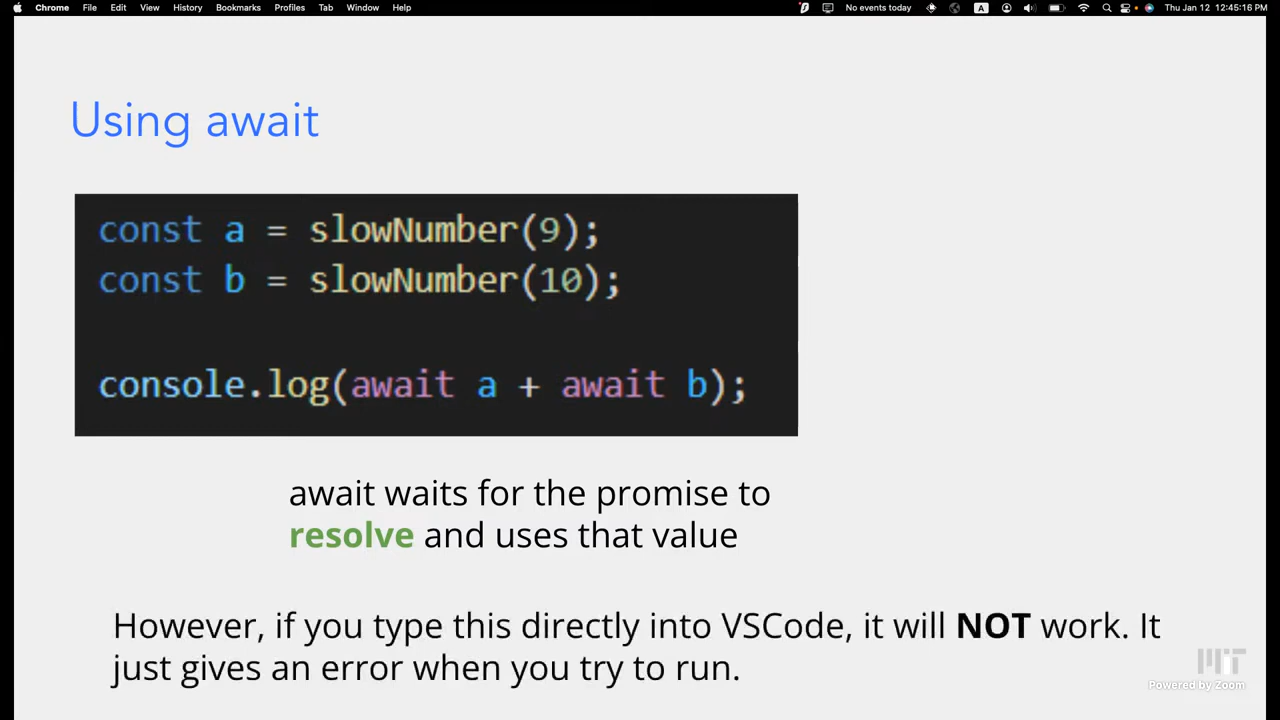 Chrome File Edit View History Bookmarks Profiles Tab Window Help No events today A Thu Jan 12 12:45:16 PM
Using await
const a = slowNumber(9);
const b = slowNumber(10);
console.log(await a + await b);
await waits for the promise to
resolve and uses that value
However, if you type this directly into VSCode, it will NOT work. It
just gives an error when you try to run.
MIT
Powered by Zoom